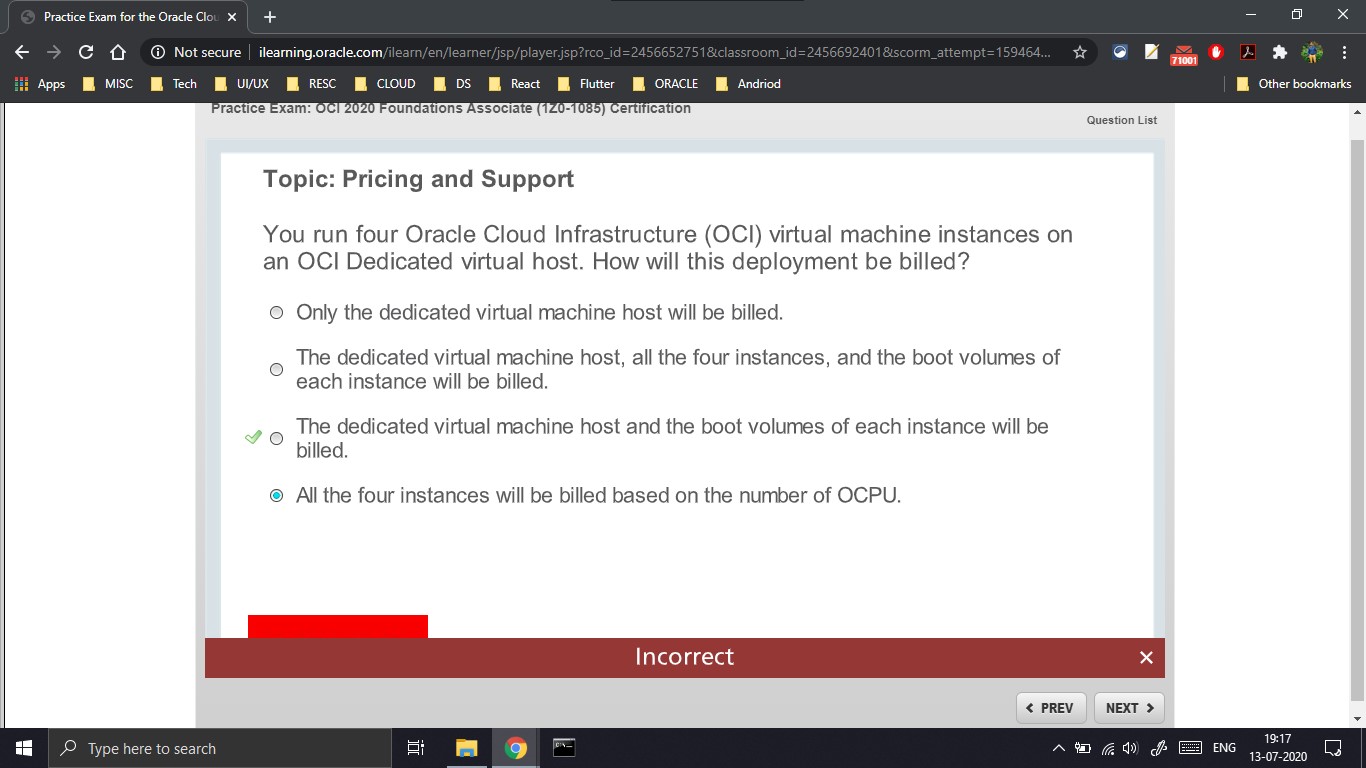 Practice Exam for the Oracle Clou
Not secure | ilearning.oracle.com/ilearn/en/learner/jsp/player.jsp?rco_id=2456652751&classroom_id=2456692401&scorm_attempt=159464...
71001
Apps MISC Tech UI/UX RESC CLOUD DS React Flutter ORACLE Andriod Other bookmarks
Practice Exam: OCI 2020 Foundations Associate (1Z0-1085) Certification
Question List
Topic: Pricing and Support
You run four Oracle Cloud Infrastructure (OCI) virtual machine instances on
an OCI Dedicated virtual host. How will this deployment be billed?
Only the dedicated virtual machine host will be billed.
The dedicated virtual machine host, all the four instances, and the boot volumes of
each instance will be billed.
The dedicated virtual machine host and the boot volumes of each instance will be
billed.
All the four instances will be billed based on the number of OCPU.
Incorrect
PREV NEXT
Type here to search
ENG
19:17
13-07-2020